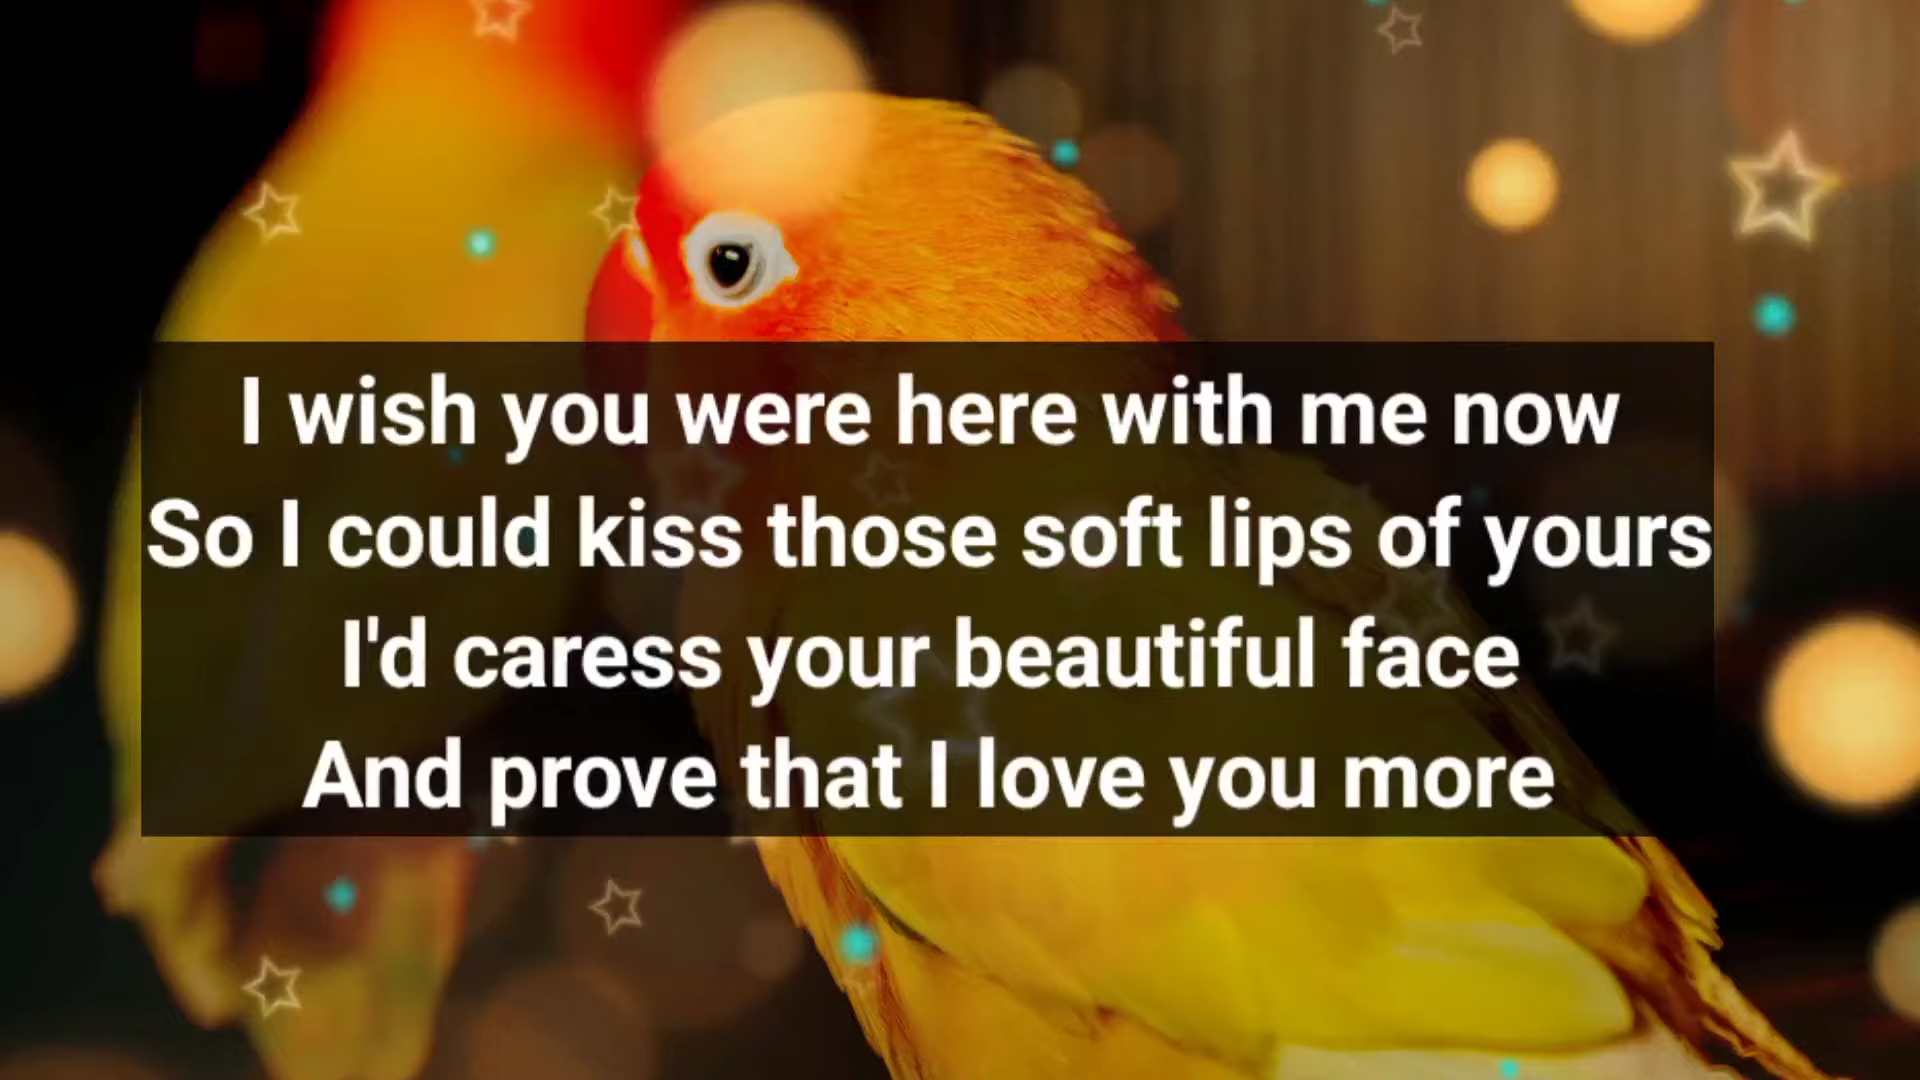 I wish you were here with me now
So I could kiss those soft lips of yours
I'd caress your beautiful face
And prove that I love you more